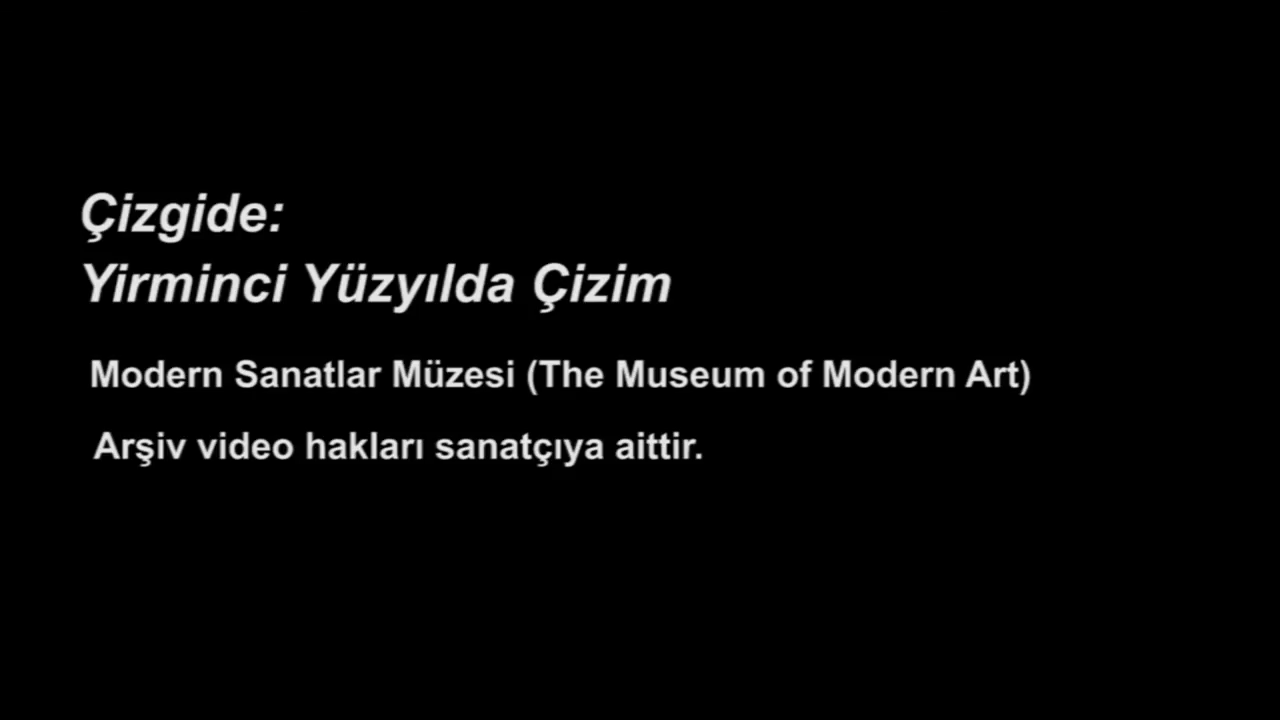 Çizgide:
Yirminci Yüzyılda Çizim
Modern Sanatlar Müzesi (The Museum of Modern Art)
Arşiv video hakları sanatçıya aittir.